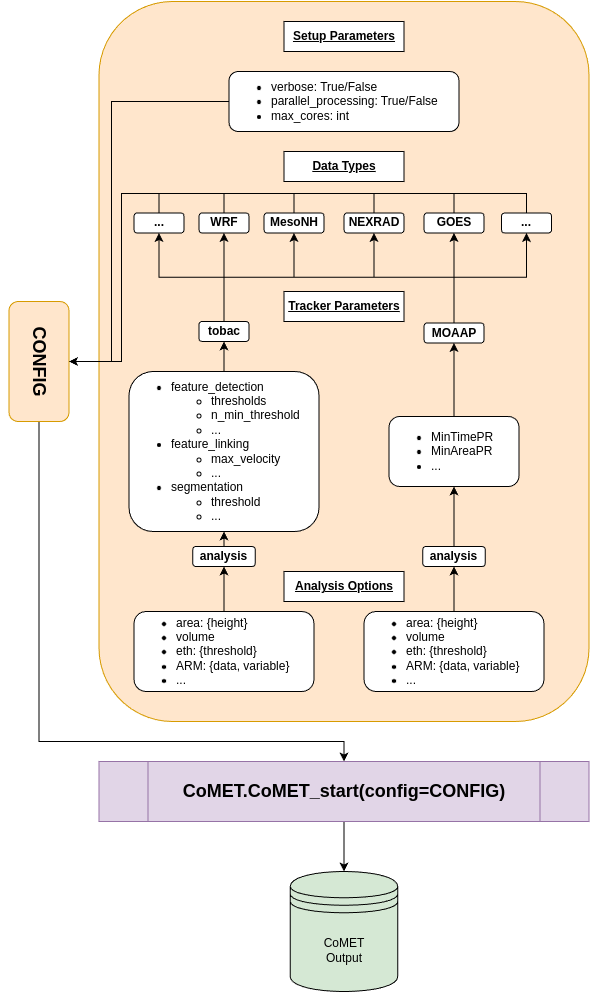 Setup Parameters
verbose: True/False
parallel_processing: True/False
max_cores: int
Data Types
...
WRF
MesoNH
NEXRAD
GOES
...
Tracker Parameters
tobac
MOAAP
CONFIG
feature_detection
thresholds
n_min_threshold
...
feature_linking
max_velocity
...
segmentation
threshold
...
MinTimePR
MinAreaPR
...
analysis
analysis
Analysis Options
area: {height}
volume
eth: {threshold}
ARM: {data, variable}
...
area: {height}
volume
eth: {threshold}
ARM: {data, variable}
...
CoMET.CoMET_start(config=CONFIG)
CoMET
Output